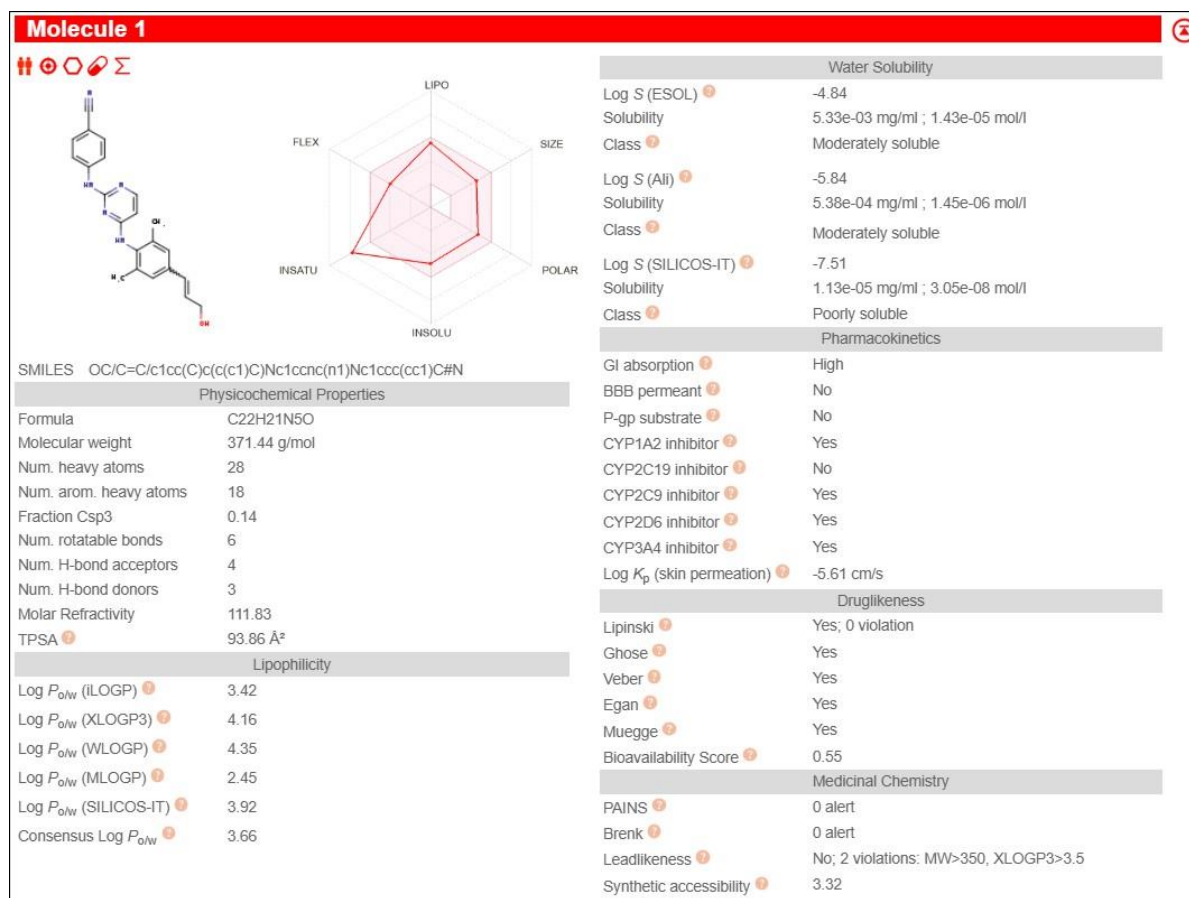 Molecule 1
LIPO
SIZE
POLAR
INSOLU
INSATU
FLEX
SMILES OC/C=C/c1cc(C)c(c(c1)C)Nc1ccnc(n1)Nc1ccc(cc1)C#N
Physicochemical Properties
Formula C22H21N5O
Molecular weight 371.44 g/mol
Num. heavy atoms 28
Num. arom. heavy atoms 18
Fraction Csp3 0.14
Num. rotatable bonds 6
Num. H-bond acceptors 4
Num. H-bond donors 3
Molar Refractivity 111.83
TPSA ? 93.86 Å²
Lipophilicity
Log Po/w (iLOGP) ? 3.42
Log Po/w (XLOGP3) ? 4.16
Log Po/w (WLOGP) ? 4.35
Log Po/w (MLOGP) ? 2.45
Log Po/w (SILICOS-IT) ? 3.92
Consensus Log Po/w ? 3.66
Water Solubility
Log S (ESOL) ? -4.84
Solubility 5.33e-03 mg/ml ; 1.43e-05 mol/l
Class ? Moderately soluble
Log S (Ali) ? -5.84
Solubility 5.38e-04 mg/ml ; 1.45e-06 mol/l
Class ? Moderately soluble
Log S (SILICOS-IT) ? -7.51
Solubility 1.13e-05 mg/ml ; 3.05e-08 mol/l
Class ? Poorly soluble
Pharmacokinetics
GI absorption ? High
BBB permeant ? No
P-gp substrate ? No
CYP1A2 inhibitor ? Yes
CYP2C19 inhibitor ? No
CYP2C9 inhibitor ? Yes
CYP2D6 inhibitor ? Yes
CYP3A4 inhibitor ? Yes
Log Kp (skin permeation) ? -5.61 cm/s
Druglikeness
Lipinski ? Yes; 0 violation
Ghose ? Yes
Veber ? Yes
Egan ? Yes
Muegge ? Yes
Bioavailability Score ? 0.55
Medicinal Chemistry
PAINS ? 0 alert
Brenk ? 0 alert
Leadlikeness ? No; 2 violations: MW>350, XLOGP3>3.5
Synthetic accessibility ? 3.32